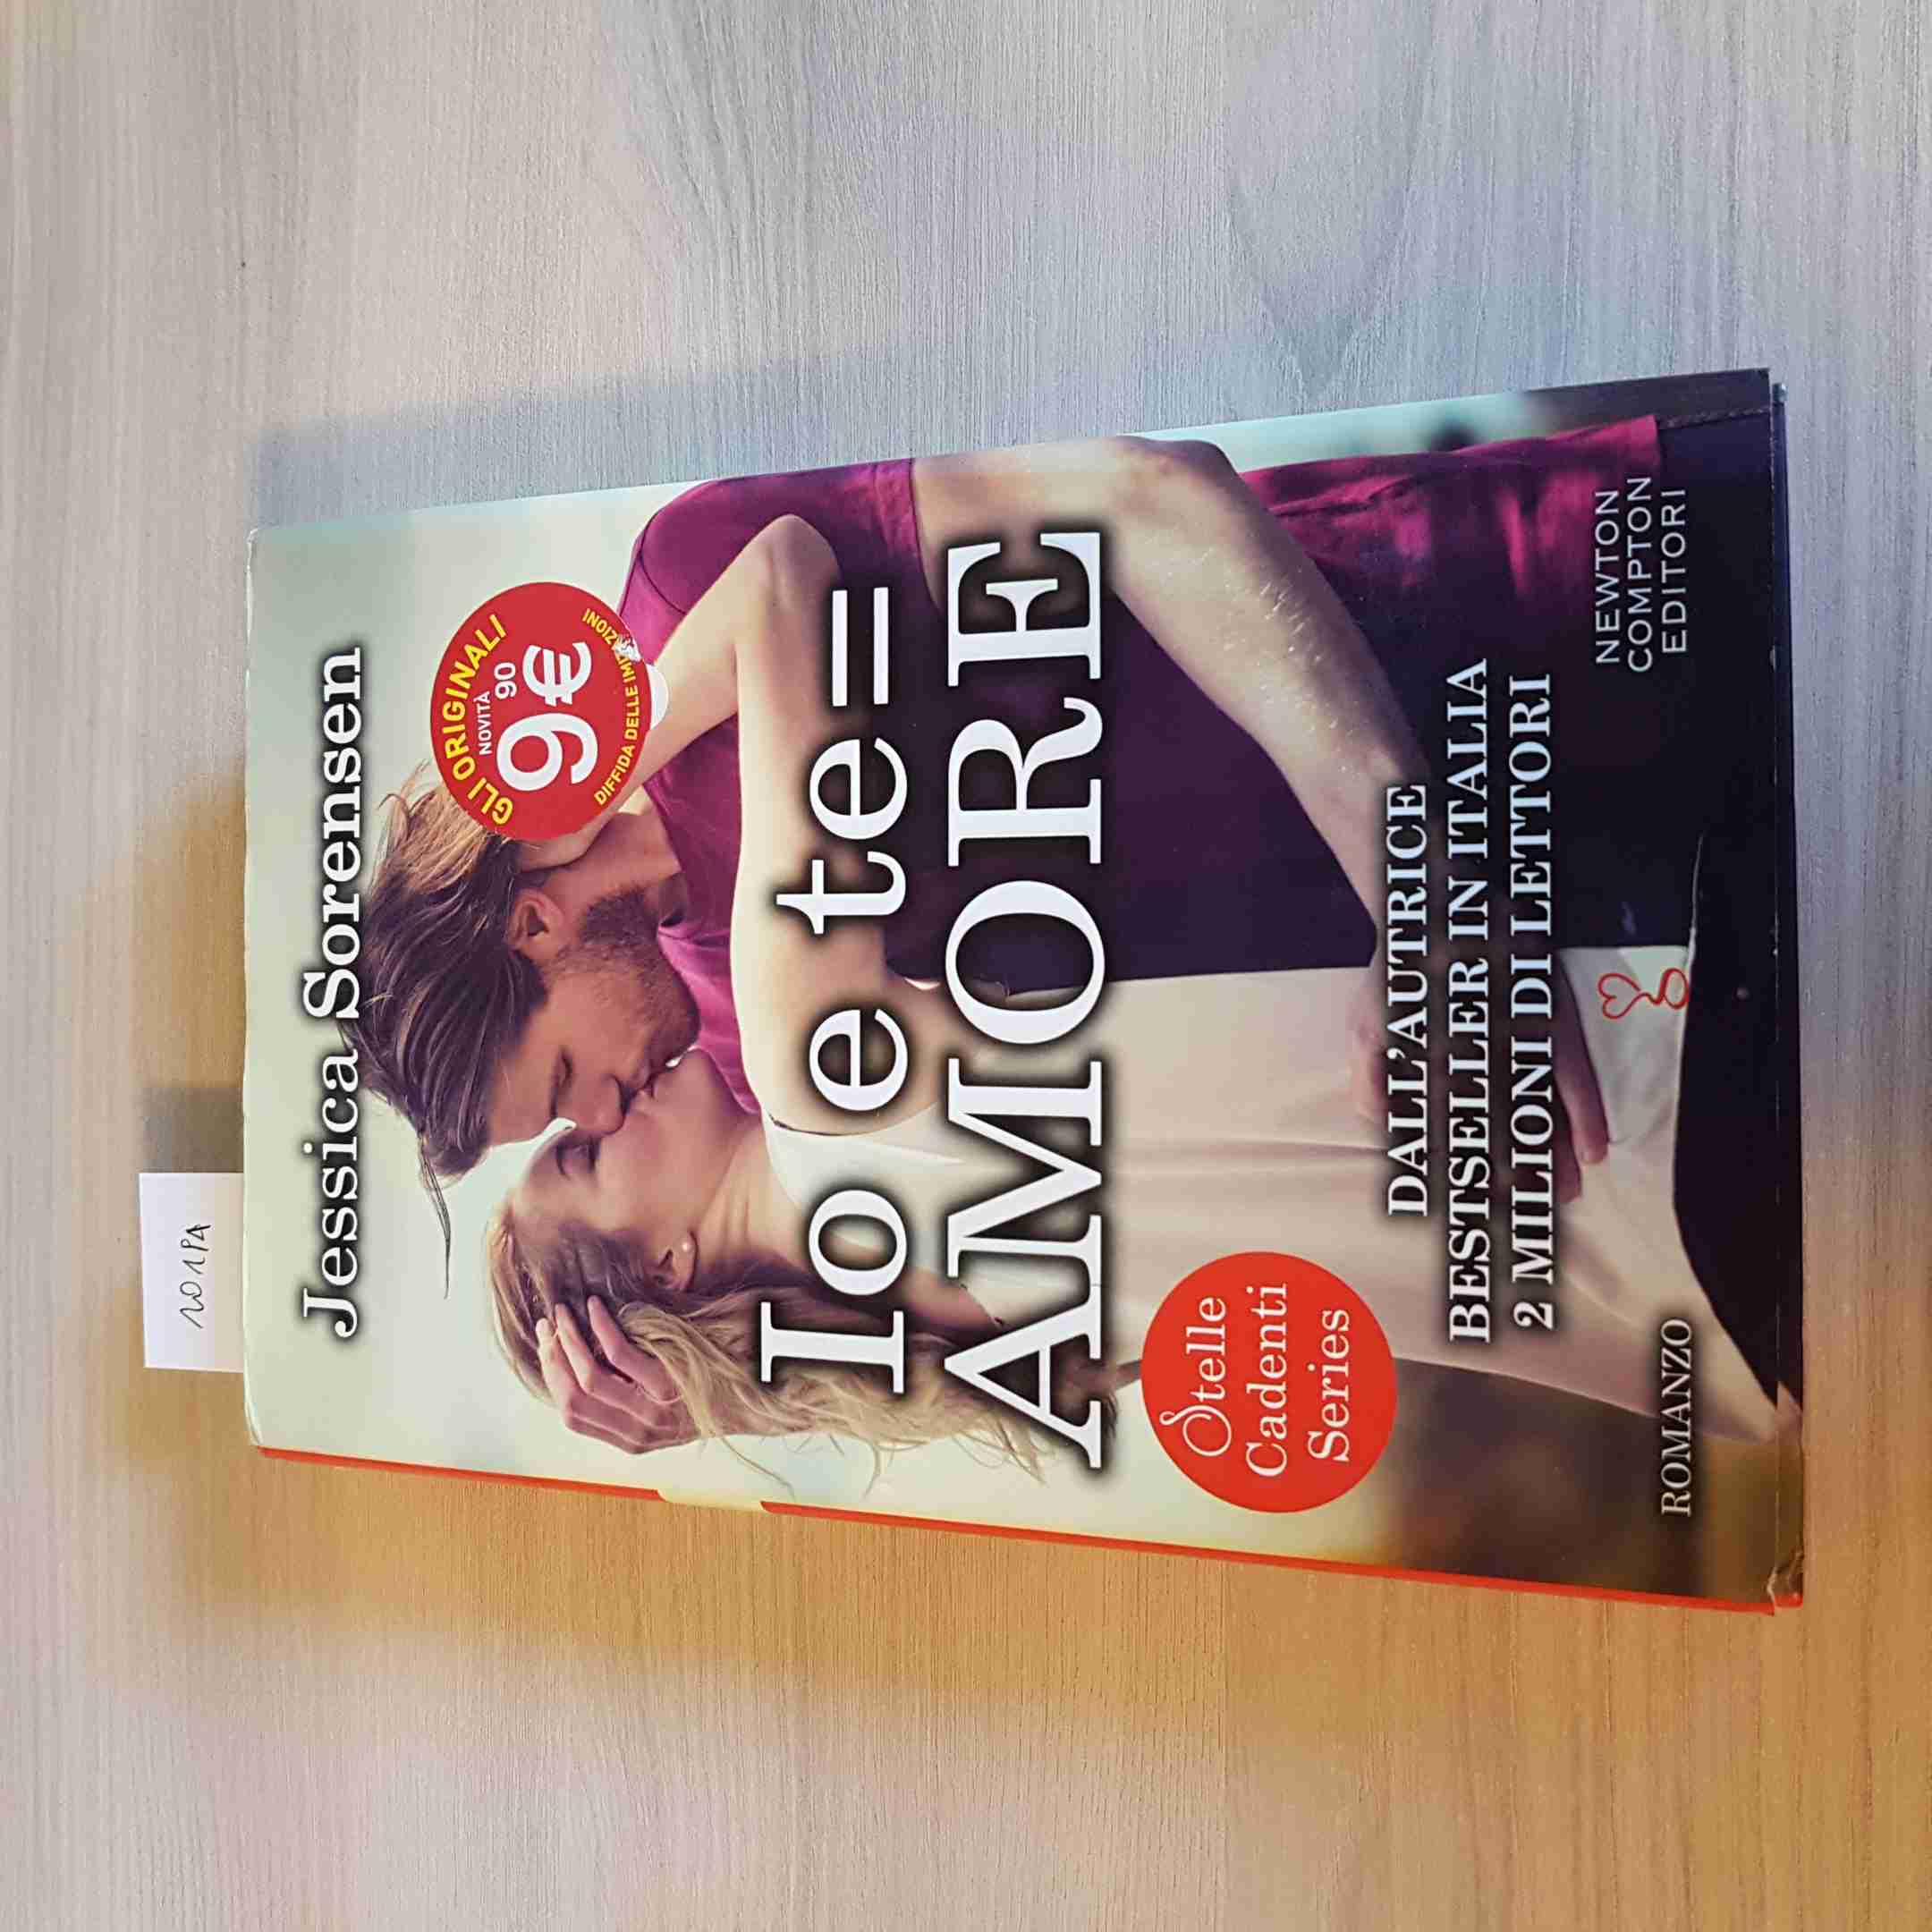 201PA
Jessica Sorensen
GLI ORIGINALI
NOVITÀ
9,90 €
DIFFIDA DELLE IMITAZIONI
Io e te =
AMORE
Stelle
Cadenti
Series
DALL'AUTRICE
BESTSELLER IN ITALIA
2 MILIONI DI LETTORI
ROMANZO
NEWTON
COMPTON
EDITORI